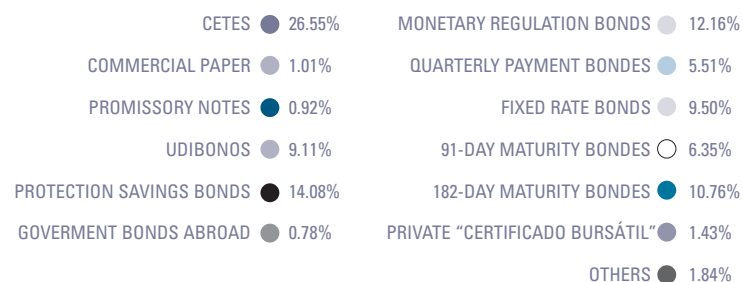 CETES 26.55%
COMMERCIAL PAPER 1.01%
PROMISSORY NOTES 0.92%
UDIBONOS 9.11%
PROTECTION SAVINGS BONDS 14.08%
GOVERMENT BONDS ABROAD 0.78%
MONETARY REGULATION BONDS 12.16%
QUARTERLY PAYMENT BONDES 5.51%
FIXED RATE BONDS 9.50%
91-DAY MATURITY BONDES 6.35%
182-DAY MATURITY BONDES 10.76%
PRIVATE “CERTIFICADO BURSÁTIL” 1.43%
OTHERS 1.84%